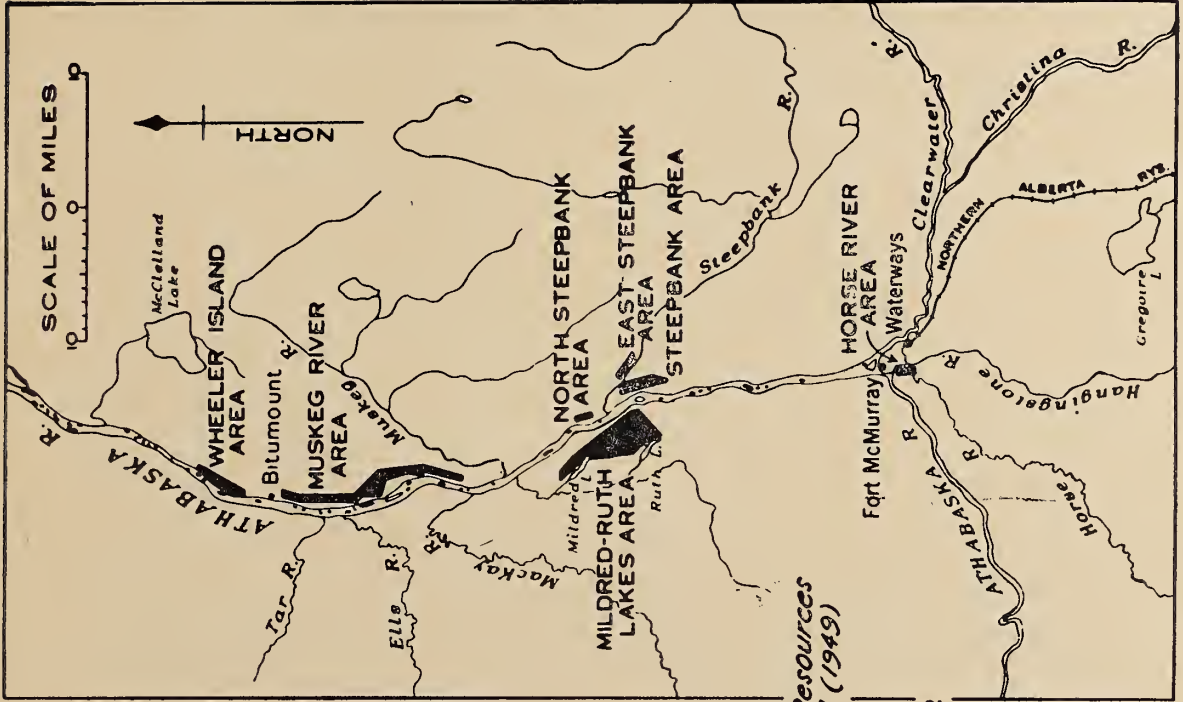 SCALE OF MILES
10 0 10
NORTH
McClelland
Lake
R.
ATHABASKA
WHEELER ISLAND
AREA
Bitumount
MUSKEG RIVER
AREA
Muskeg R.
Tar R.
Ells R.
MacKay R.
NORTH STEEPBANK
AREA
EAST STEEPBANK
AREA
STEEPBANK AREA
Mildred
L.
Ruth L.
MILDRED-RUTH
LAKES AREA
Steepbank R.
HORSE RIVER
AREA
Waterways
Fort McMurray
Clearwater R.
Christina R.
NORTHERN ALBERTA RYS.
Gregoire
L.
Hangingstone R.
Horse R.
ATHABASKA R.
esources
(1949)